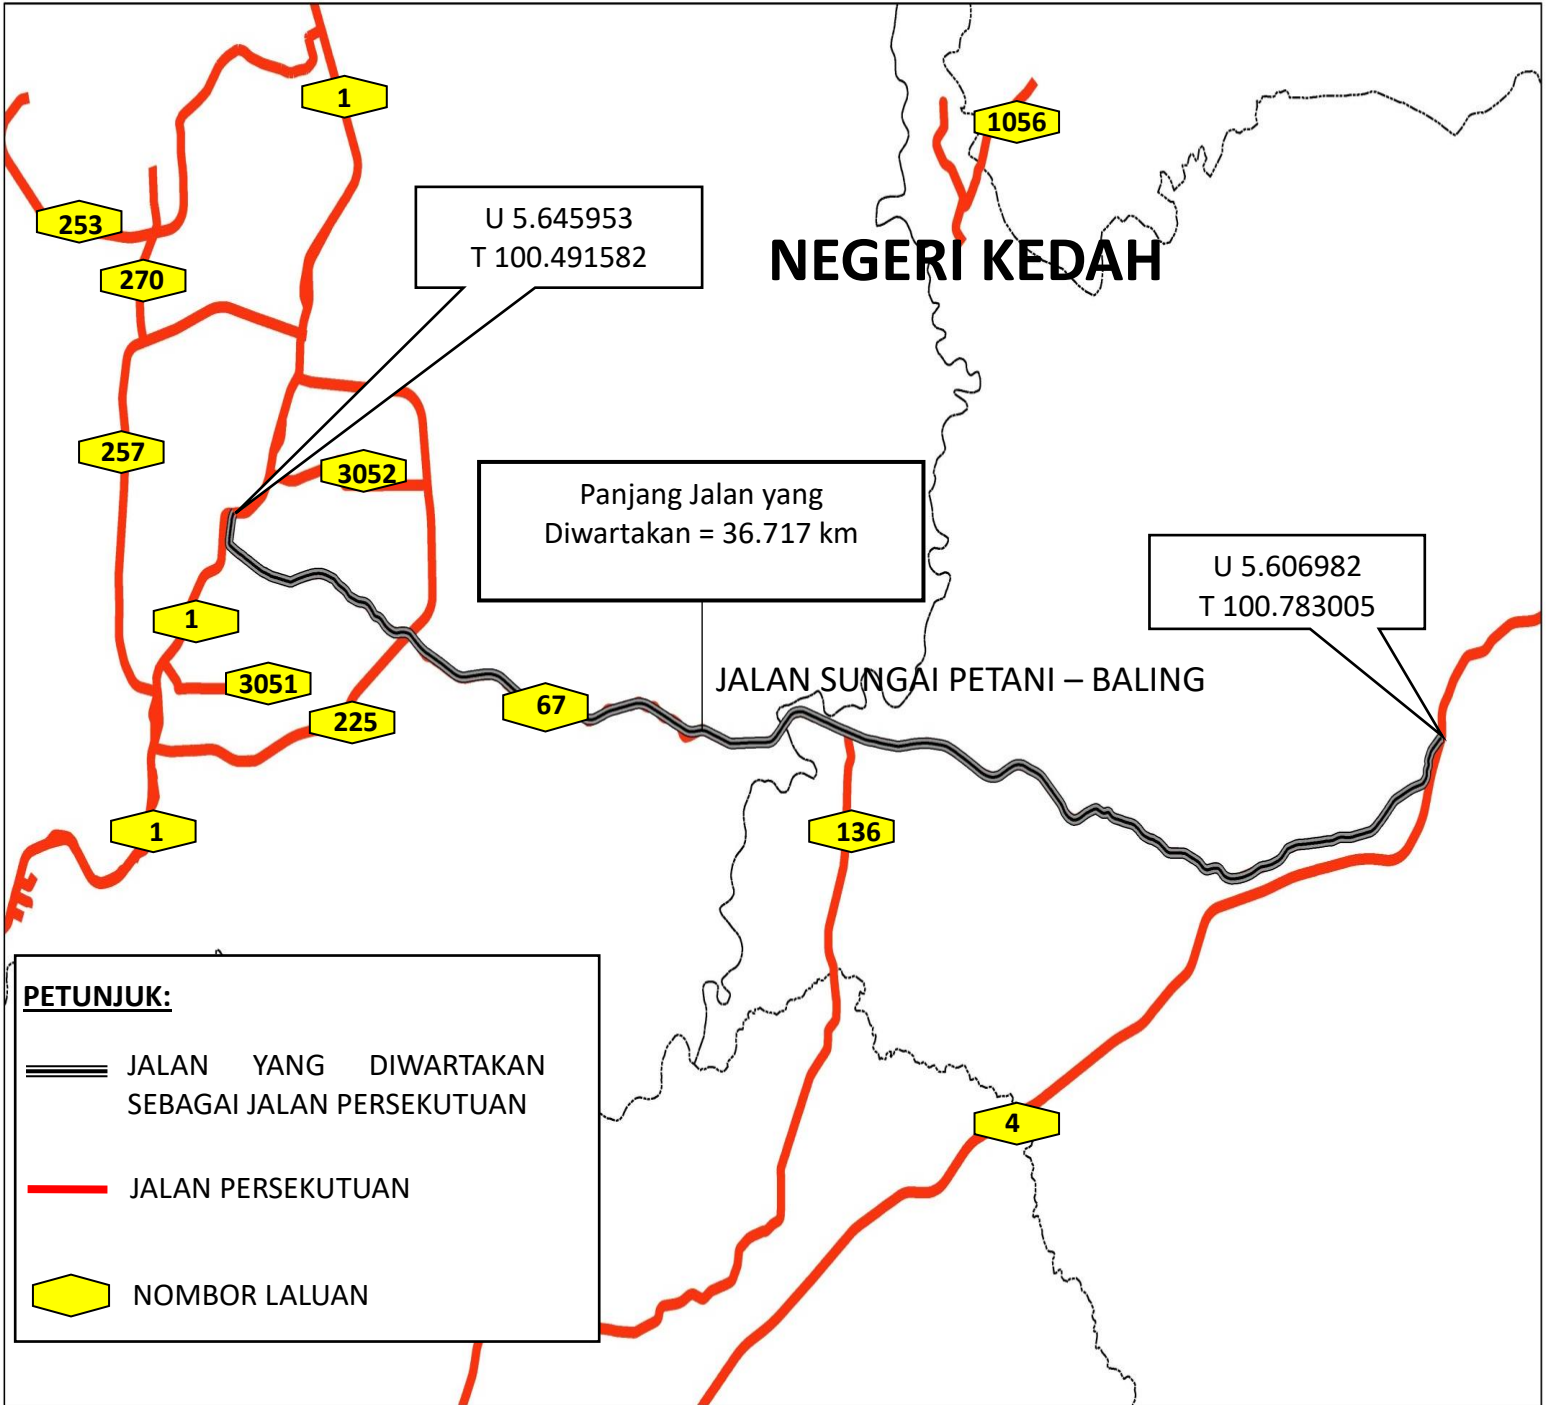 1
1056
253
U 5.645953
T 100.491582
NEGERI KEDAH
270
257
3052
Panjang Jalan yang
Diwartakan = 36.717 km
U 5.606982
T 100.783005
1
3051
JALAN SUNGAI PETANI – BALING
67
225
1
136
PETUNJUK:
JALAN YANG DIWARTAKAN
SEBAGAI JALAN PERSEKUTUAN
4
JALAN PERSEKUTUAN
NOMBOR LALUAN